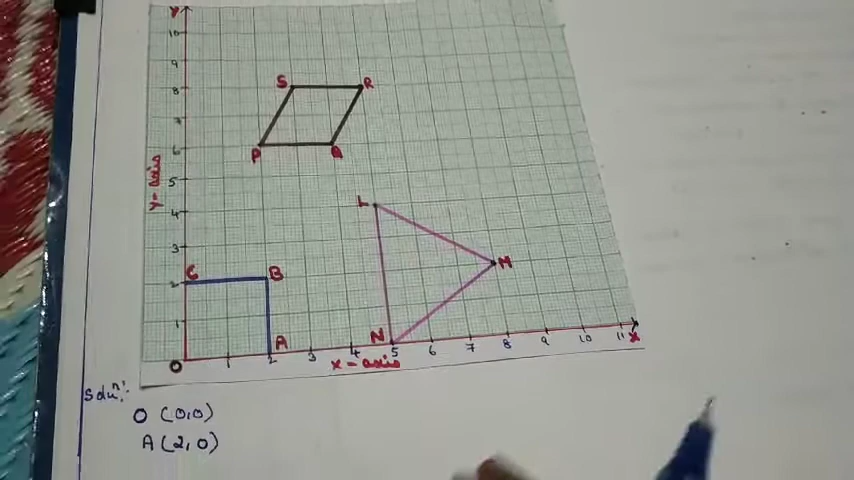 Y
10
9
8
7
6
5
4
3
2
1
y-axis
S R
P Q
L
M
N
C B
A
O 1 2 3 4 5 6 7 8 9 10 11 X
x-axis
Soluⁿ:
O (0,0)
A (2,0)